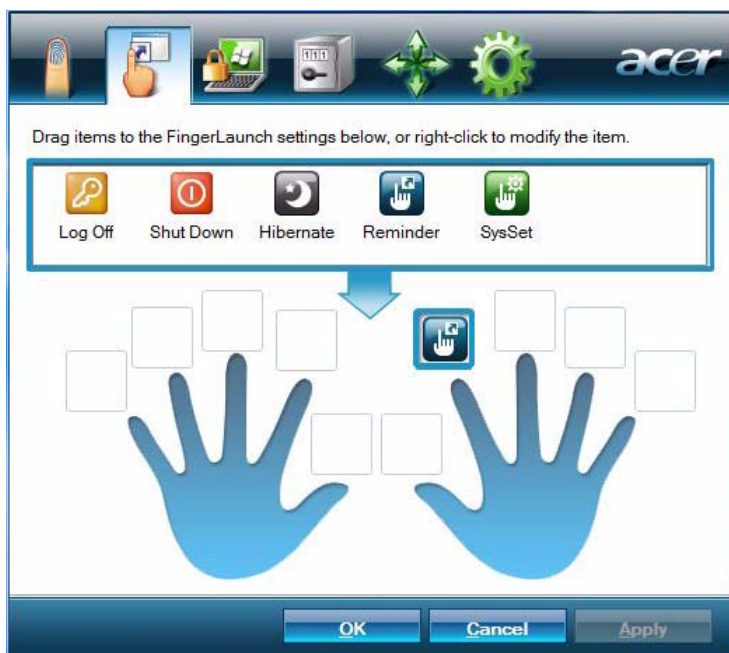 acer
Drag items to the FingerLaunch settings below, or right-click to modify the item.
Log Off Shut Down Hibernate Reminder SysSet
OK Cancel Apply